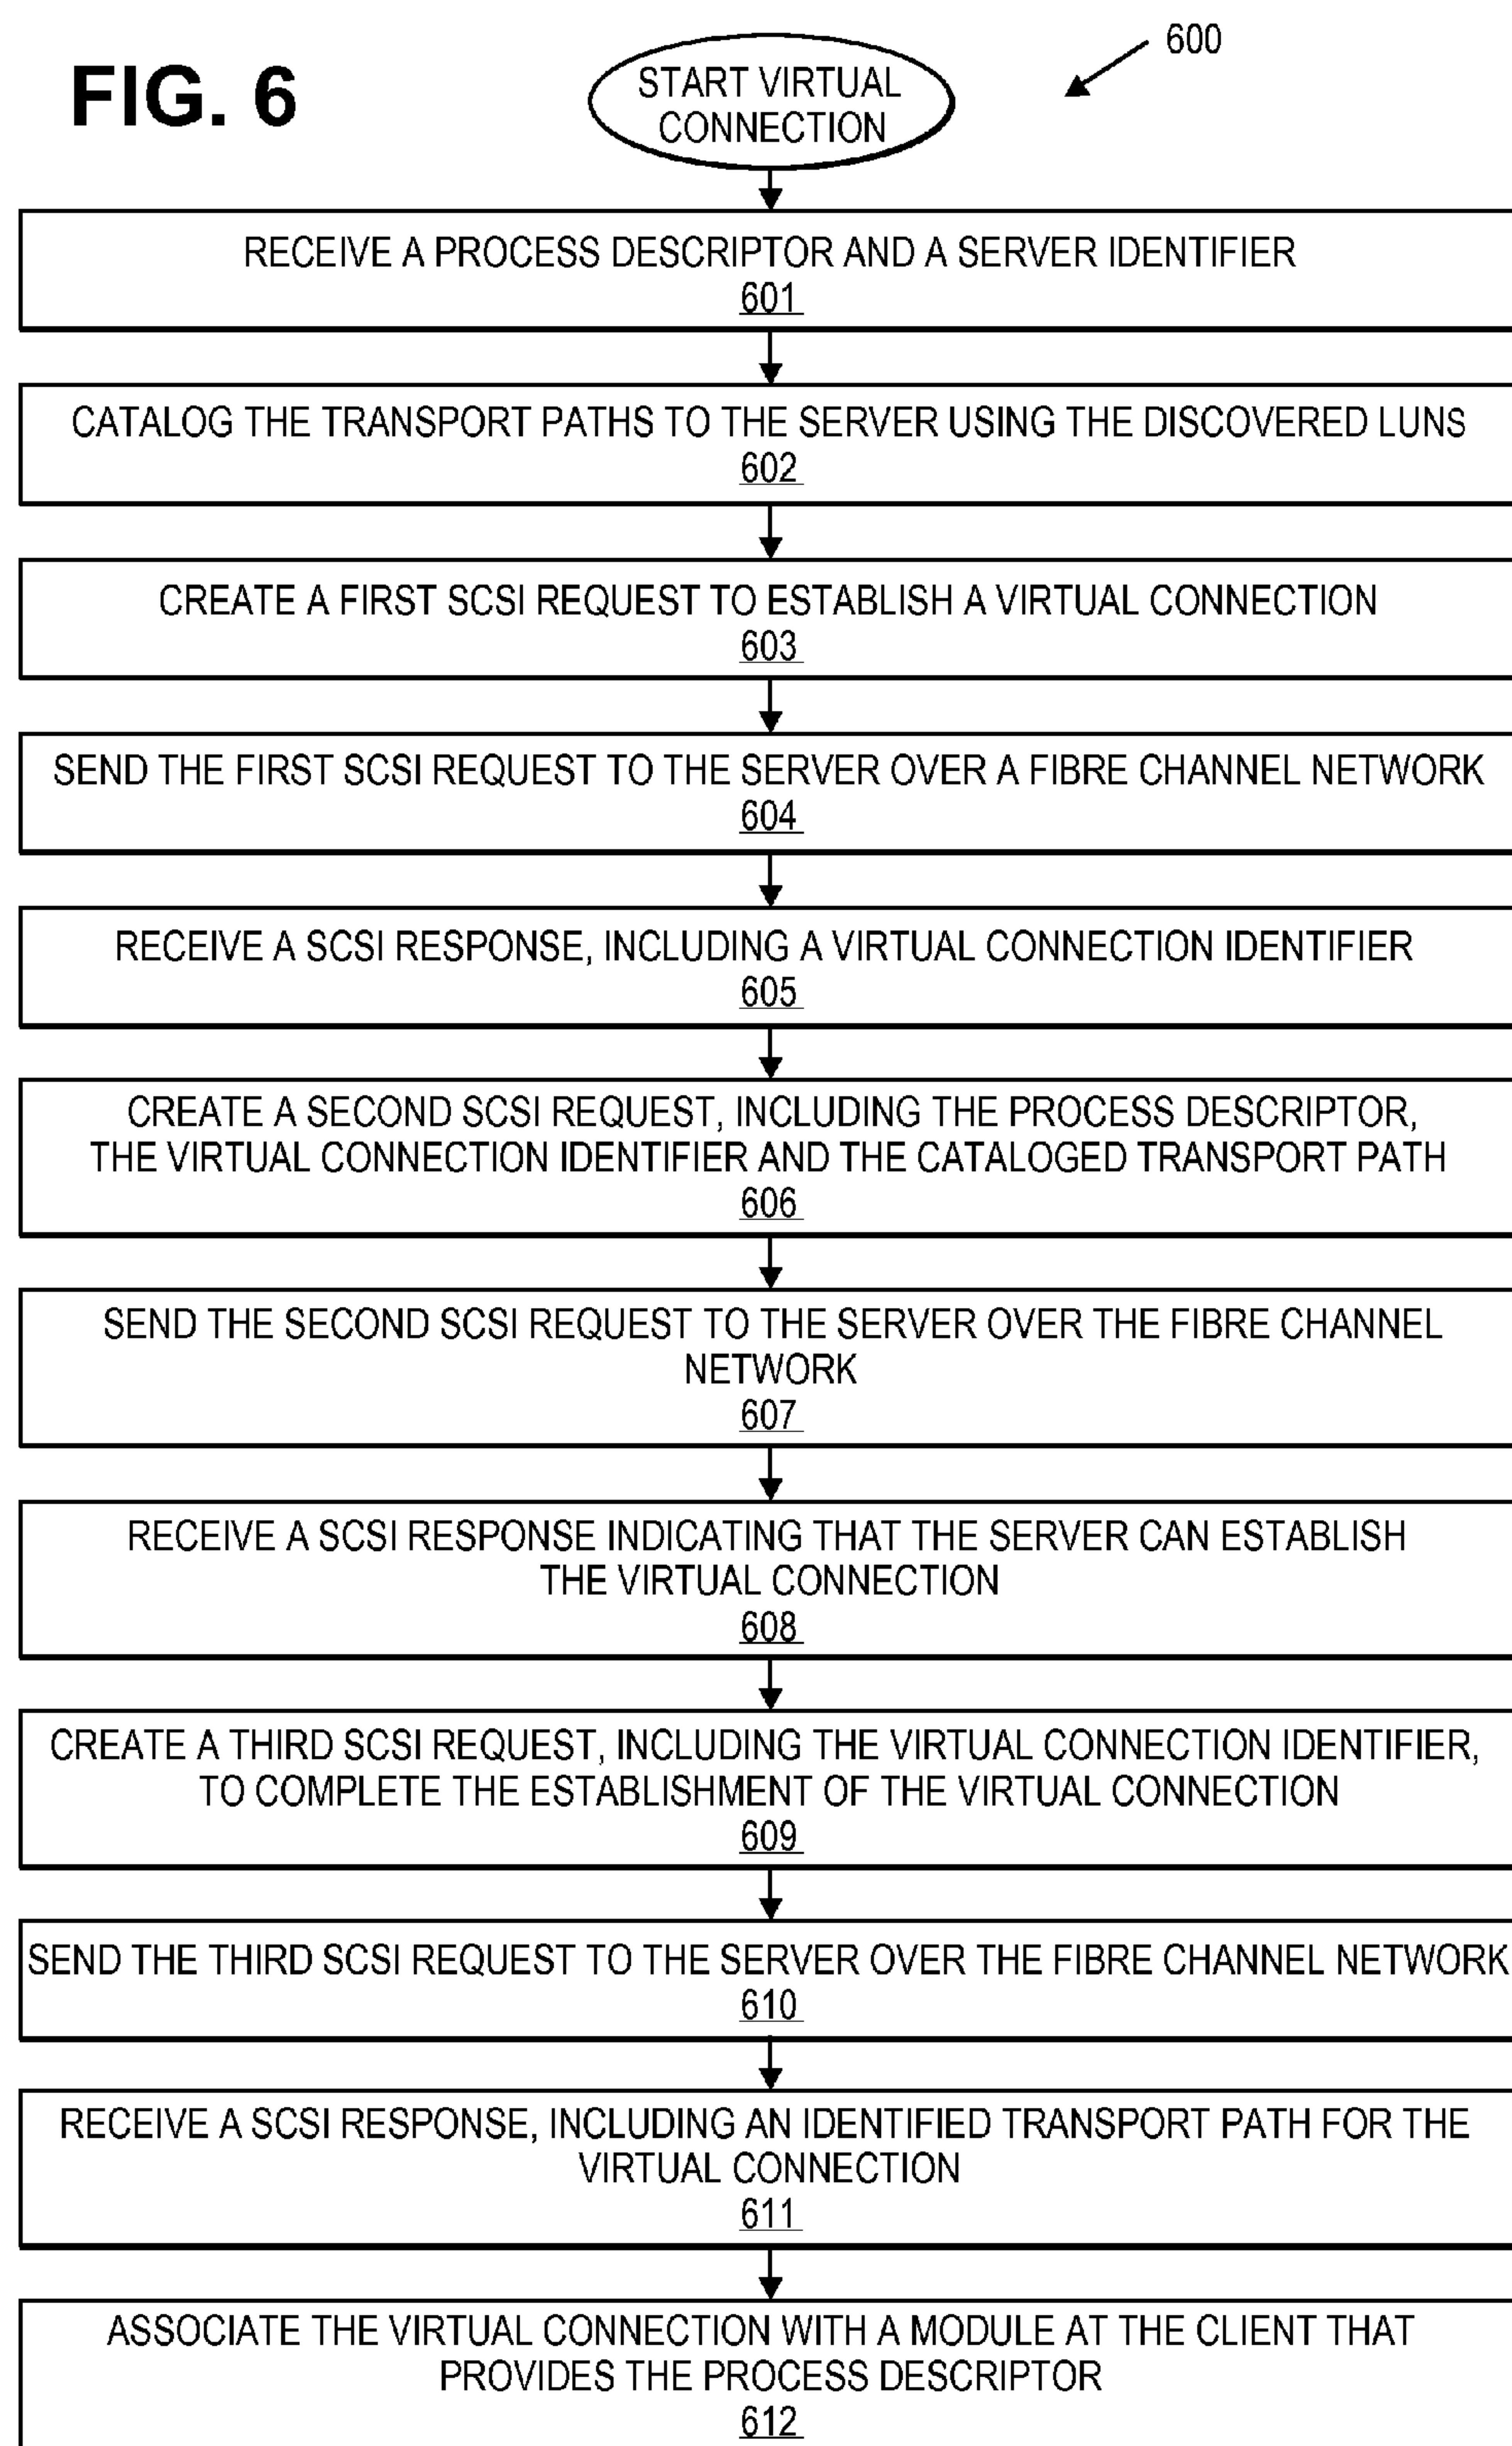 FIG. 6
600
START VIRTUAL
CONNECTION
RECEIVE A PROCESS DESCRIPTOR AND A SERVER IDENTIFIER
601
CATALOG THE TRANSPORT PATHS TO THE SERVER USING THE DISCOVERED LUNS
602
CREATE A FIRST SCSI REQUEST TO ESTABLISH A VIRTUAL CONNECTION
603
SEND THE FIRST SCSI REQUEST TO THE SERVER OVER A FIBRE CHANNEL NETWORK
604
RECEIVE A SCSI RESPONSE, INCLUDING A VIRTUAL CONNECTION IDENTIFIER
605
CREATE A SECOND SCSI REQUEST, INCLUDING THE PROCESS DESCRIPTOR,
THE VIRTUAL CONNECTION IDENTIFIER AND THE CATALOGED TRANSPORT PATH
606
SEND THE SECOND SCSI REQUEST TO THE SERVER OVER THE FIBRE CHANNEL
NETWORK
607
RECEIVE A SCSI RESPONSE INDICATING THAT THE SERVER CAN ESTABLISH
THE VIRTUAL CONNECTION
608
CREATE A THIRD SCSI REQUEST, INCLUDING THE VIRTUAL CONNECTION IDENTIFIER,
TO COMPLETE THE ESTABLISHMENT OF THE VIRTUAL CONNECTION
609
SEND THE THIRD SCSI REQUEST TO THE SERVER OVER THE FIBRE CHANNEL NETWORK
610
RECEIVE A SCSI RESPONSE, INCLUDING AN IDENTIFIED TRANSPORT PATH FOR THE
VIRTUAL CONNECTION
611
ASSOCIATE THE VIRTUAL CONNECTION WITH A MODULE AT THE CLIENT THAT
PROVIDES THE PROCESS DESCRIPTOR
612